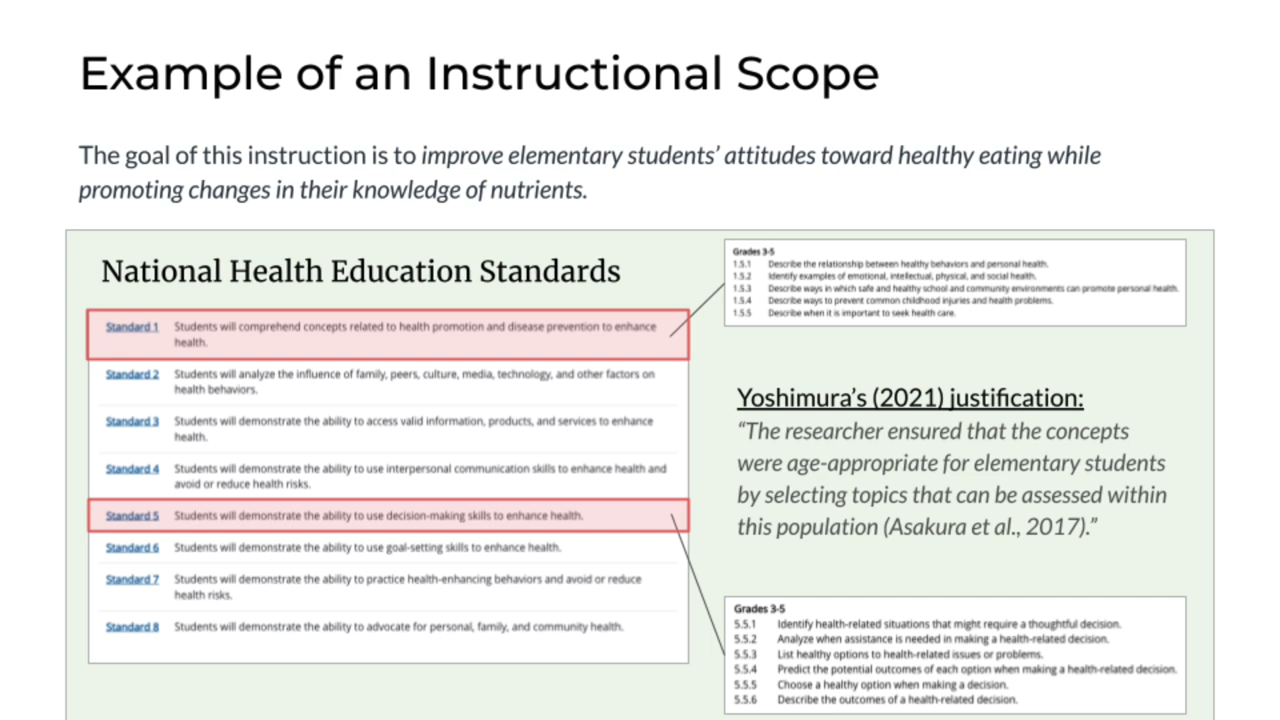 Example of an Instructional Scope
The goal of this instruction is to improve elementary students’ attitudes toward healthy eating while
promoting changes in their knowledge of nutrients.
National Health Education Standards
Standard 1 Students will comprehend concepts related to health promotion and disease prevention to enhance
health.
Standard 2 Students will analyze the influence of family, peers, culture, media, technology, and other factors on
health behaviors.
Standard 3 Students will demonstrate the ability to access valid information, products, and services to enhance
health.
Standard 4 Students will demonstrate the ability to use interpersonal communication skills to enhance health and
avoid or reduce health risks.
Standard 5 Students will demonstrate the ability to use decision-making skills to enhance health.
Standard 6 Students will demonstrate the ability to use goal-setting skills to enhance health.
Standard 7 Students will demonstrate the ability to practice health-enhancing behaviors and avoid or reduce
health risks.
Standard 8 Students will demonstrate the ability to advocate for personal, family, and community health.
Grades 3-5
1.5.1 Describe the relationship between healthy behaviors and personal health.
1.5.2 Identify examples of emotional, intellectual, physical, and social health.
1.5.3 Describe ways in which safe and healthy school and community environments can promote personal health.
1.5.4 Describe ways to prevent common childhood injuries and health problems.
1.5.5 Describe when it is important to seek health care.
Yoshimura’s (2021) justification:
“The researcher ensured that the concepts
were age-appropriate for elementary students
by selecting topics that can be assessed within
this population (Asakura et al., 2017).”
Grades 3-5
5.5.1 Identify health-related situations that might require a thoughtful decision.
5.5.2 Analyze when assistance is needed in making a health-related decision.
5.5.3 List healthy options to health-related issues or problems.
5.5.4 Predict the potential outcomes of each option when making a health-related decision.
5.5.5 Choose a healthy option when making a decision.
5.5.6 Describe the outcomes of a health-related decision.